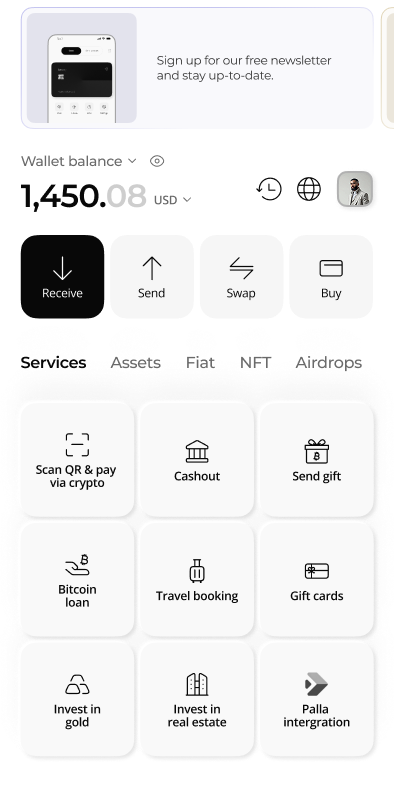 Sign up for our free newsletter
and stay up-to-date.
Wallet balance
1,450.08 USD
Receive
Send
Swap
Buy
Services
Assets
Fiat
NFT
Airdrops
Scan QR & pay
via crypto
Cashout
Send gift
Bitcoin
loan
Travel booking
Gift cards
Invest in
gold
Invest in
real estate
Palla
intergration